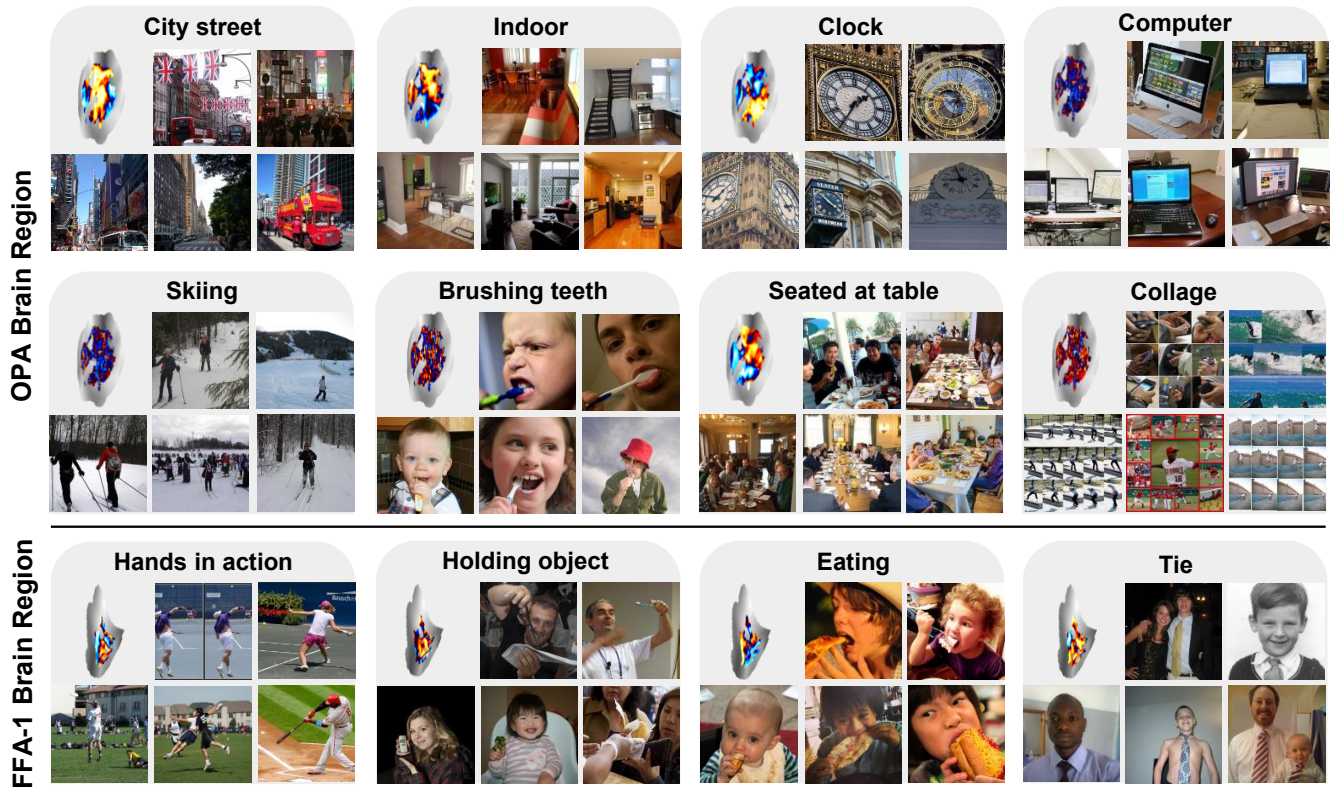 OPA Brain Region
City street
Indoor
Clock
Computer
Skiing
Brushing teeth
Seated at table
Collage
FFA-1 Brain Region
Hands in action
Holding object
Eating
Tie